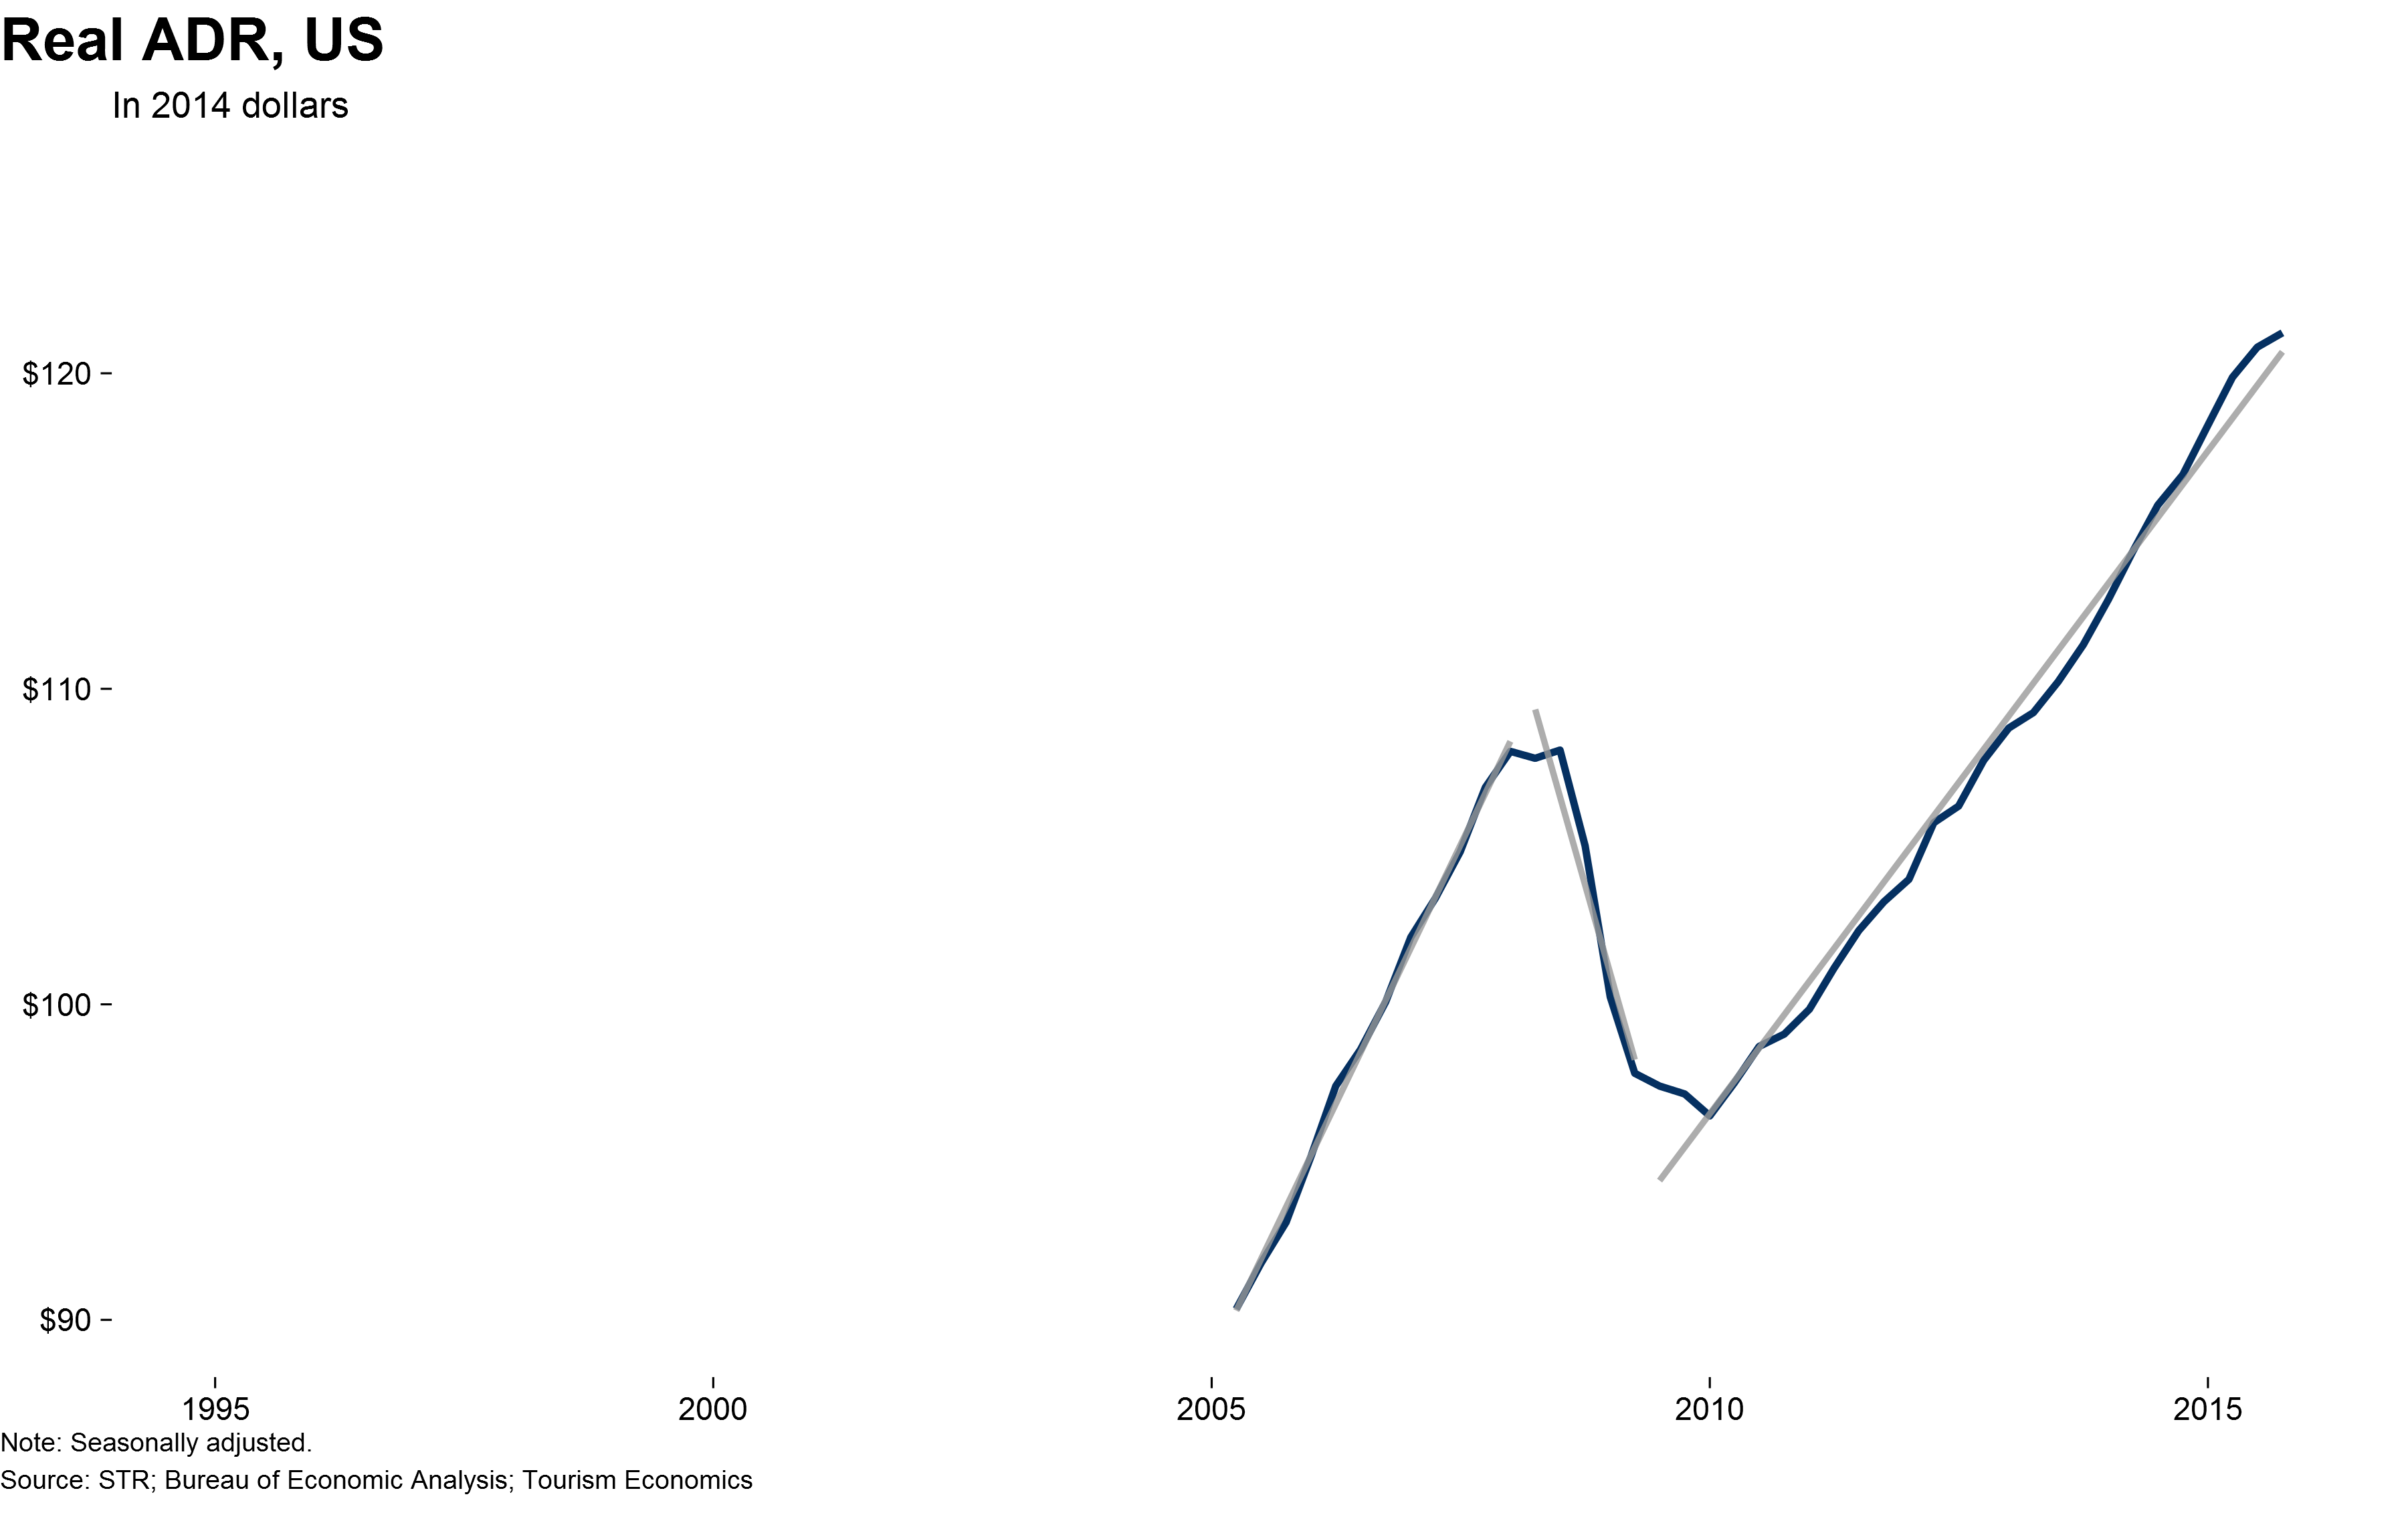 Real ADR, US
In 2014 dollars
$120
$110
$100
$90
1995 2000 2005 2010 2015
Note: Seasonally adjusted.
Source: STR; Bureau of Economic Analysis; Tourism Economics